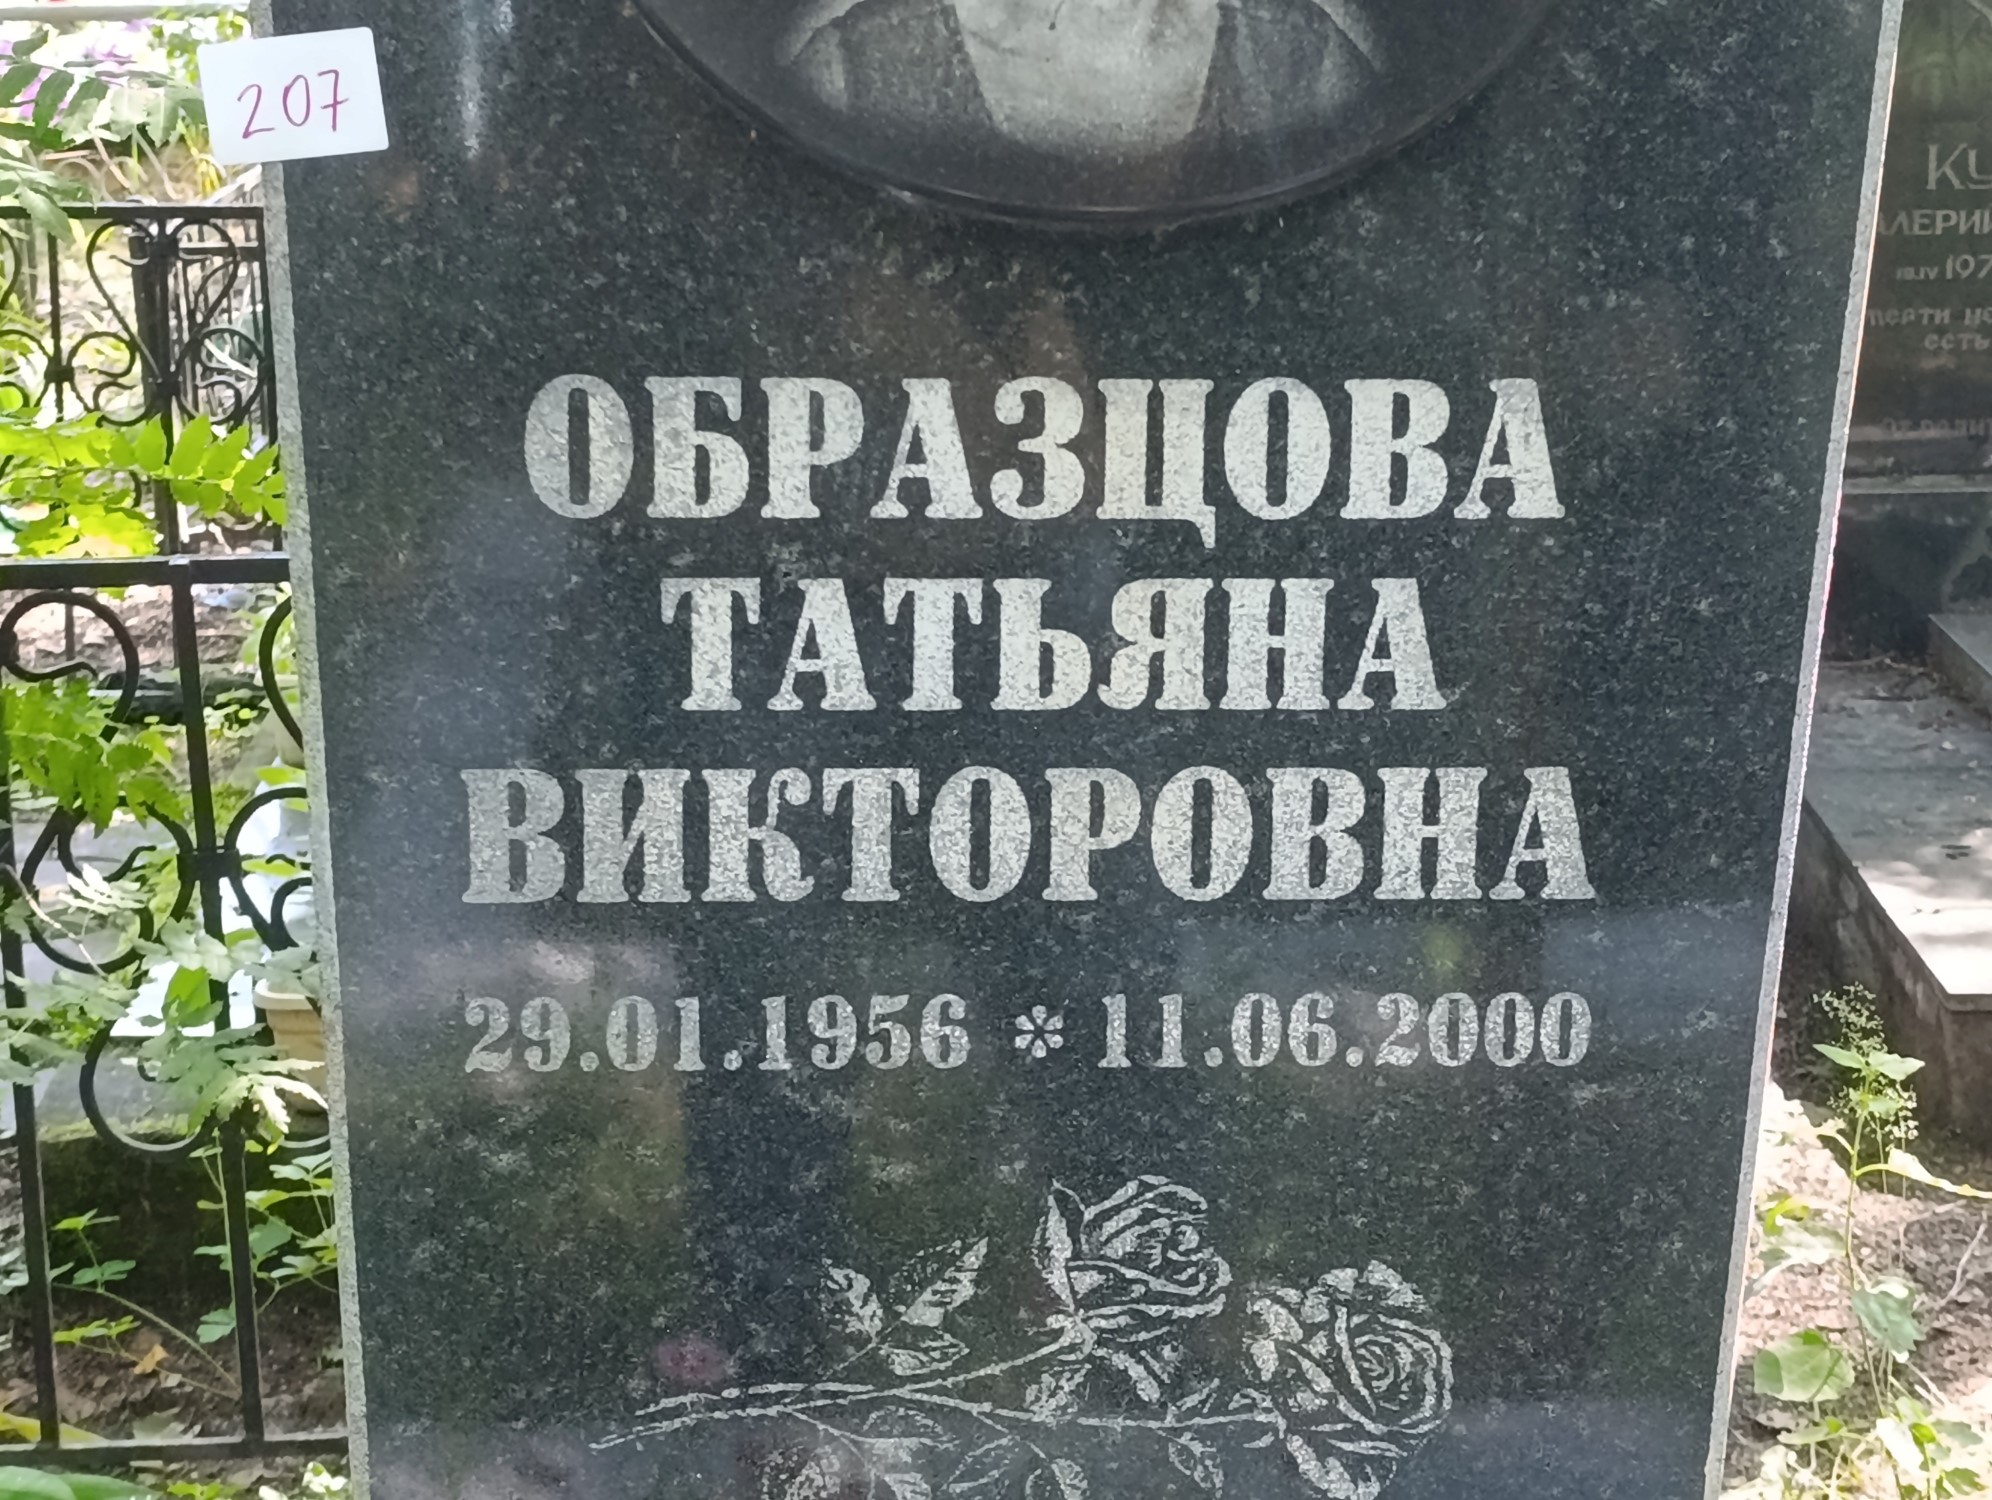 207
ОБРАЗЦОВА
ТАТЬЯНА
ВИКТОРОВНА
29.01.1956 * 11.06.2000